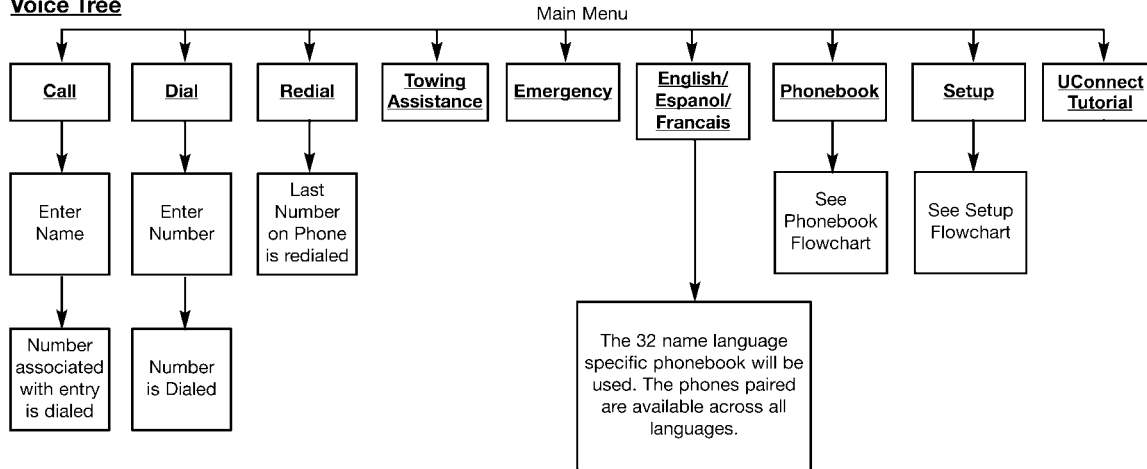 Voice Tree
Main Menu
Call
Dial
Redial
Towing
Assistance
Emergency
English/
Espanol/
Francais
Phonebook
Setup
UConnect
Tutorial
Enter
Name
Enter
Number
Last
Number
on Phone
is redialed
See
Phonebook
Flowchart
See Setup
Flowchart
Number
associated
with entry
is dialed
Number
is Dialed
The 32 name language
specific phonebook will be
used. The phones paired
are available across all
languages.